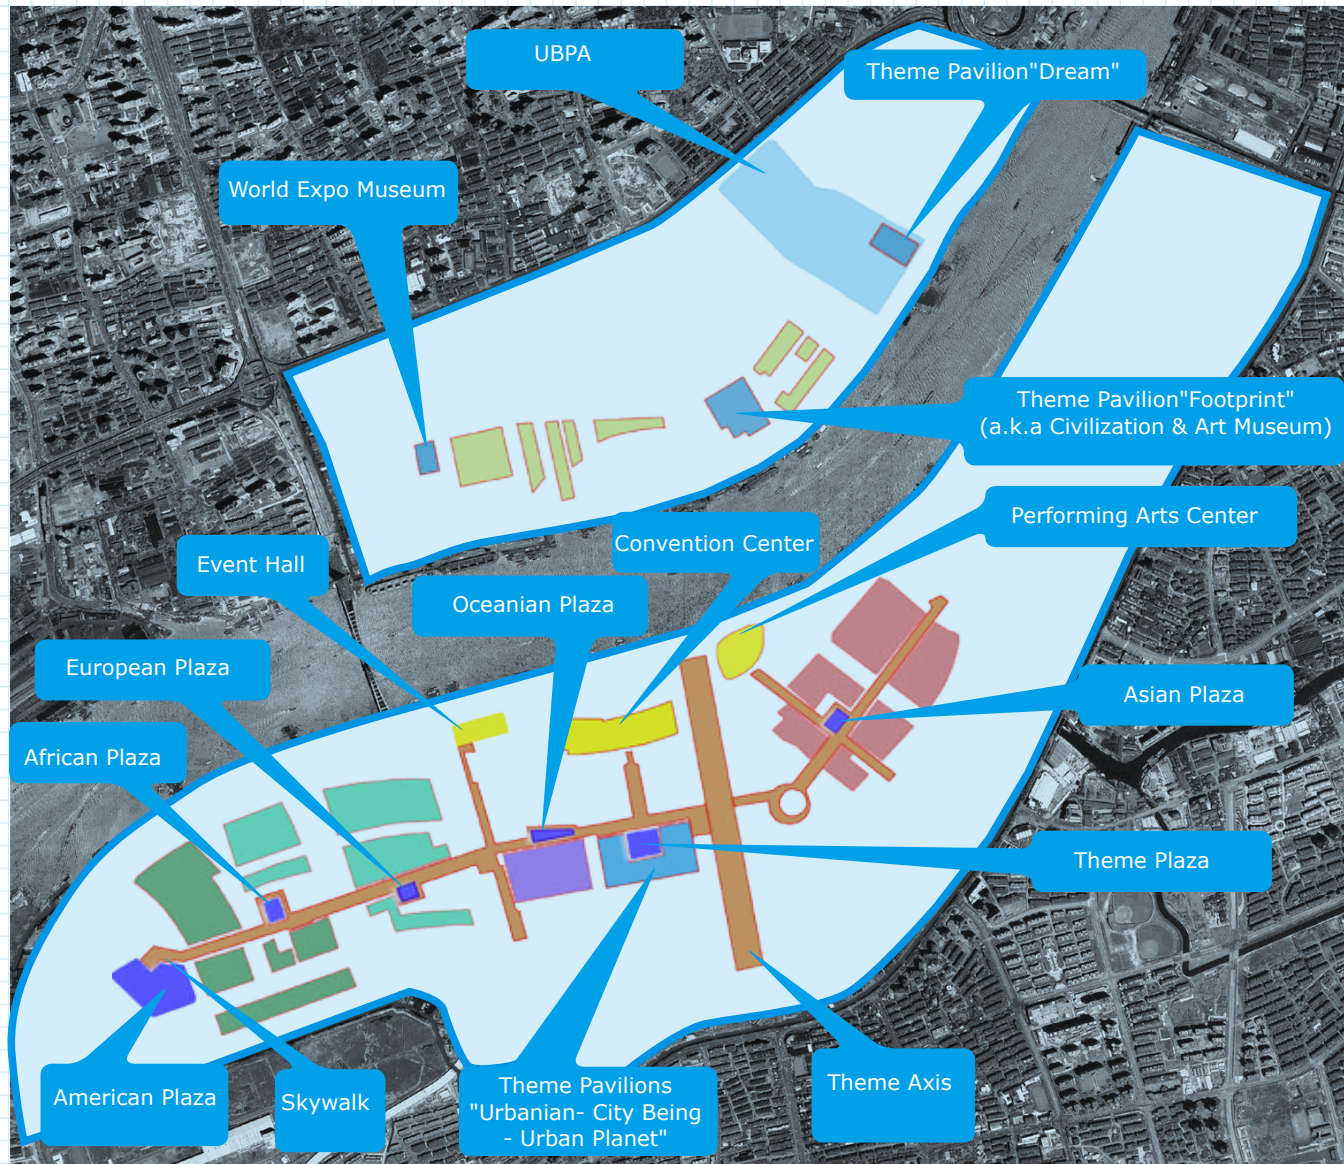 UBPA
Theme Pavilion"Dream"
World Expo Museum
Theme Pavilion"Footprint"
(a.k.a Civilization & Art Museum)
Performing Arts Center
Convention Center
Event Hall
Oceanian Plaza
European Plaza
Asian Plaza
African Plaza
Theme Plaza
American Plaza
Skywalk
Theme Pavilions
"Urbanian- City Being
- Urban Planet"
Theme Axis